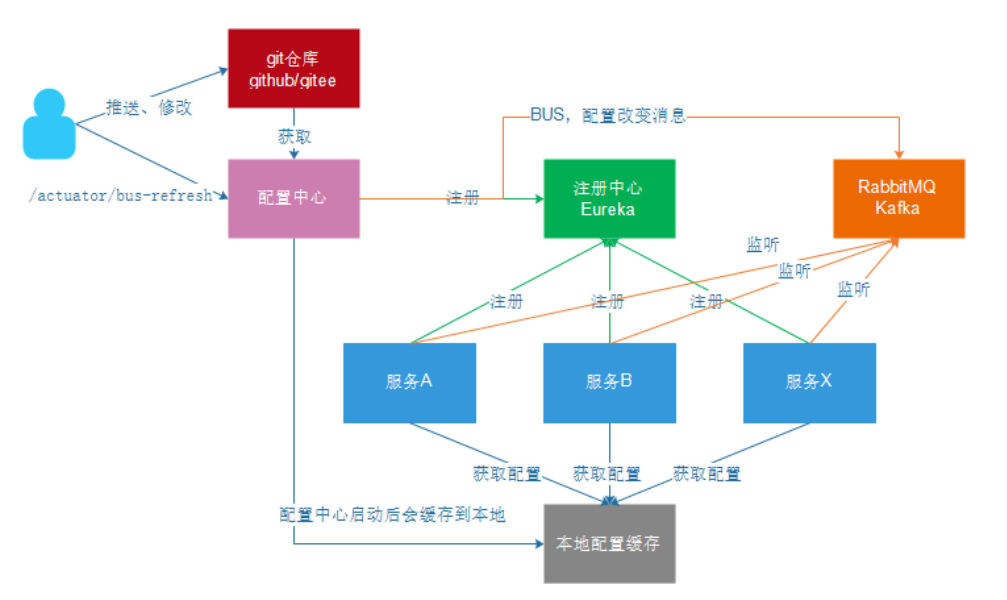 git仓库
github/gitee
推送、修改
获取
BUS，配置改变消息
/actuator/bus-refresh
配置中心
注册
注册中心
Eureka
RabbitMQ
Kafka
监听
监听
监听
注册
注册
注册
服务A
服务B
服务X
获取配置
获取配置
获取配置
配置中心启动后会缓存到本地
本地配置缓存